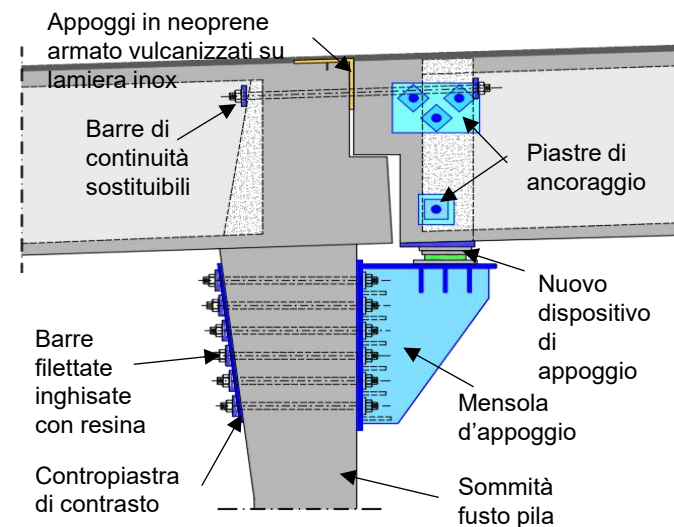 Appoggi in neoprene
armato vulcanizzati su
lamiera inox
Barre di
continuità
sostituibili
Piastre di
ancoraggio
Nuovo
dispositivo
di
appoggio
Barre
filettate
inghisate
con resina
Mensola
d'appoggio
Contropiastra
di contrasto
Sommità
fusto pila